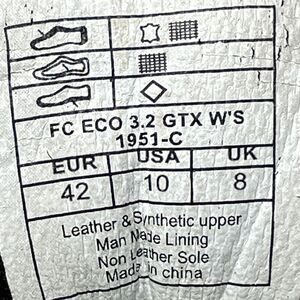 FC ECO 3.2 GTX W'S
1951-C
EUR USA UK
42 10 8
Leather & Synthetic upper
Man Made Lining
Non Leather Sole
Made in china